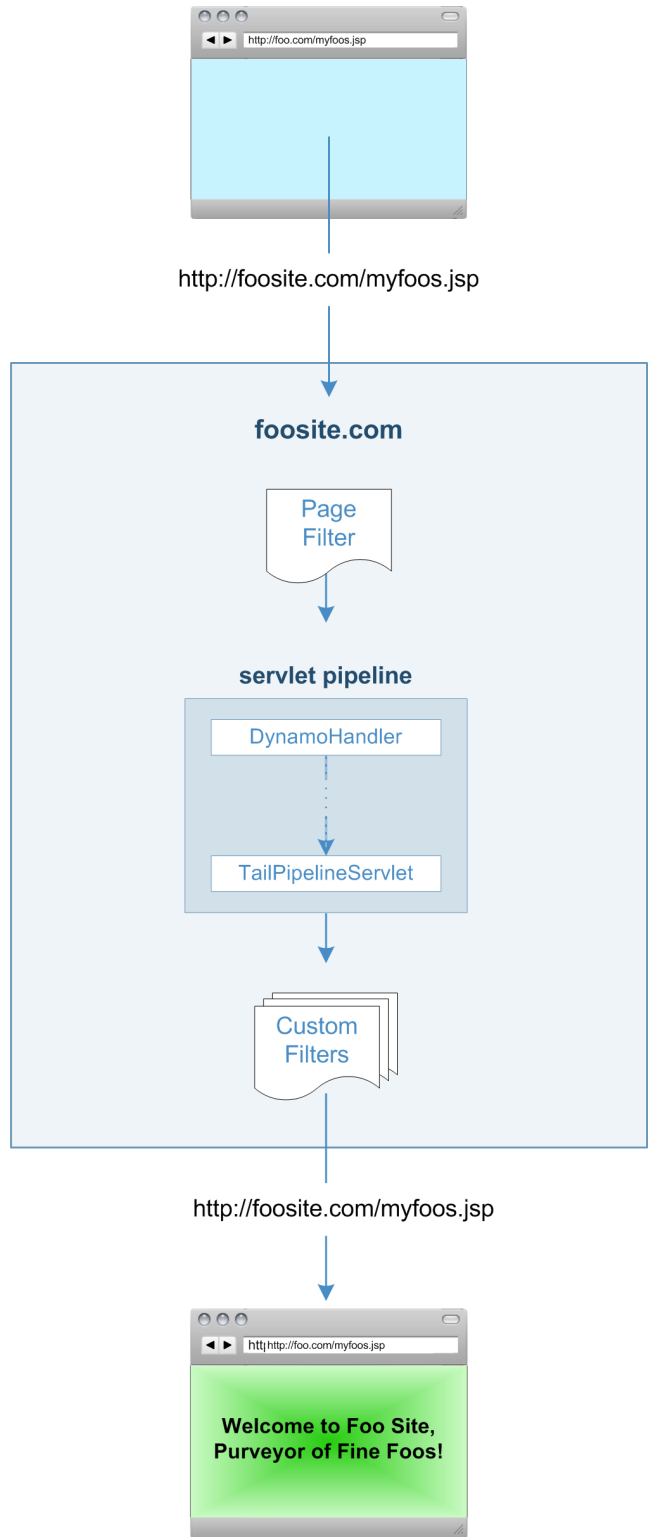 http://foo.com/myfoos.jsp
http://foosite.com/myfoos.jsp
foosite.com
Page
Filter
servlet pipeline
DynamoHandler
TailPipelineServlet
Custom
Filters
http://foosite.com/myfoos.jsp
http http://foo.com/myfoos.jsp
Welcome to Foo Site,
Purveyor of Fine Foos!